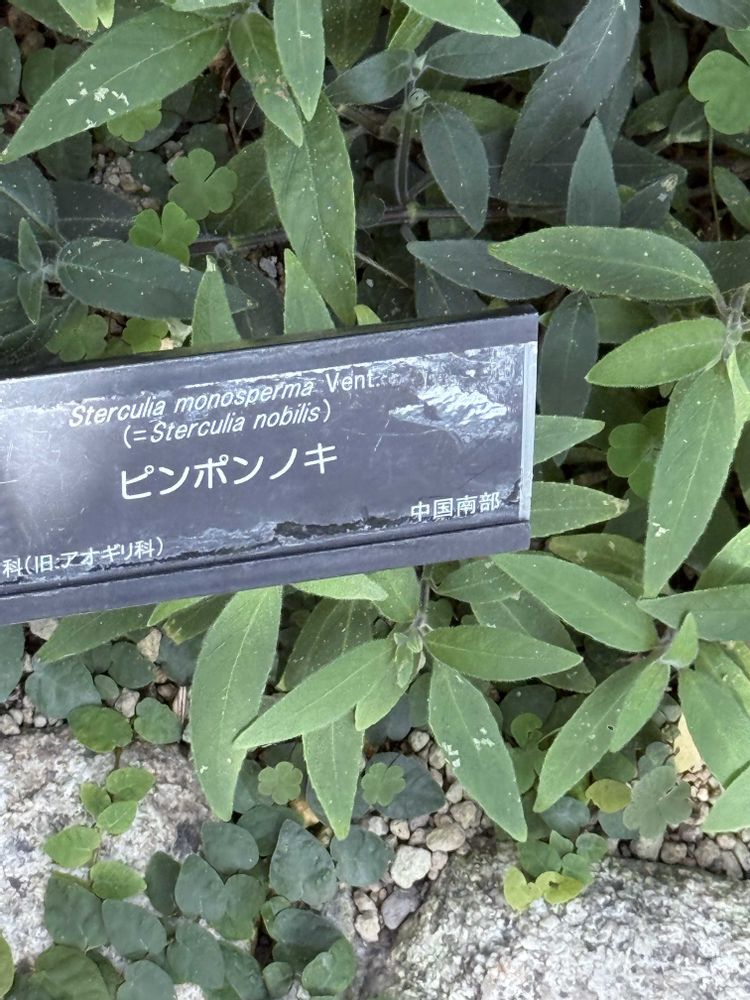 Sterculia monosperma Vent.
(=Sterculia nobilis)
ピンポンノキ
中国南部
科(旧:アオギリ科)